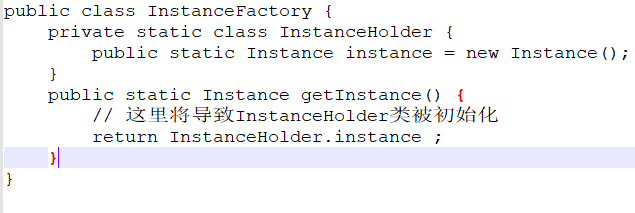 public class InstanceFactory {
    private static class InstanceHolder {
        public static Instance instance = new Instance();
    }
    public static Instance getInstance() {
        // 这里将导致InstanceHolder类被初始化
        return InstanceHolder.instance ;
    }
}